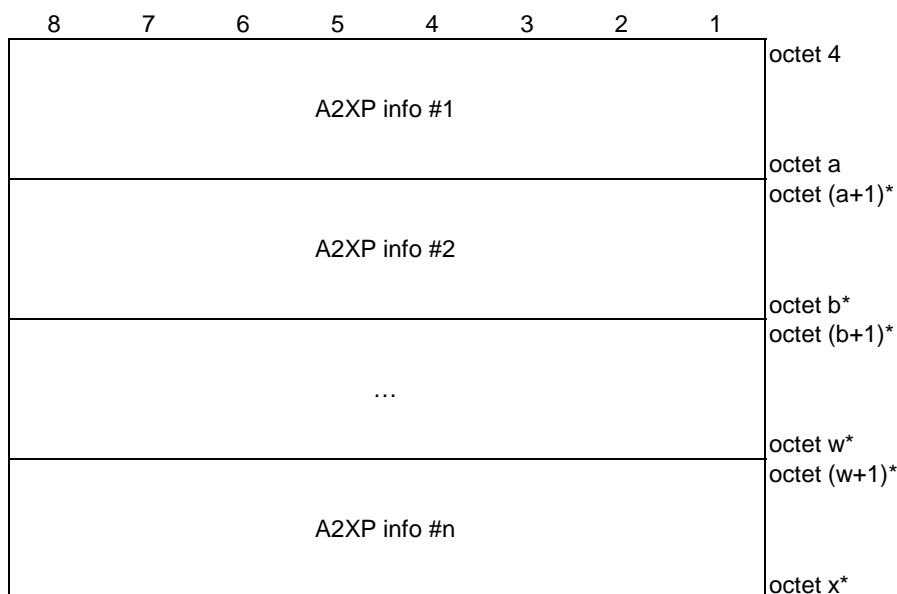 8 7 6 5 4 3 2 1
octet 4
A2XP info #1
octet a
octet (a+1)*
A2XP info #2
octet b*
octet (b+1)*
…
octet w*
octet (w+1)*
A2XP info #n
octet x*